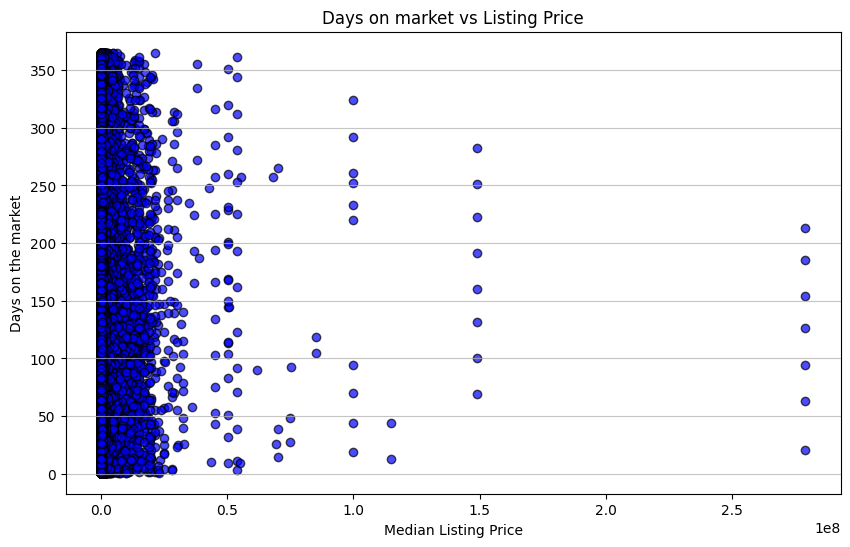 Days on market vs Listing Price
350
300
250
200
150
100
50
0
Days on the market
0.0 0.5 1.0 1.5 2.0 2.5
1e8
Median Listing Price